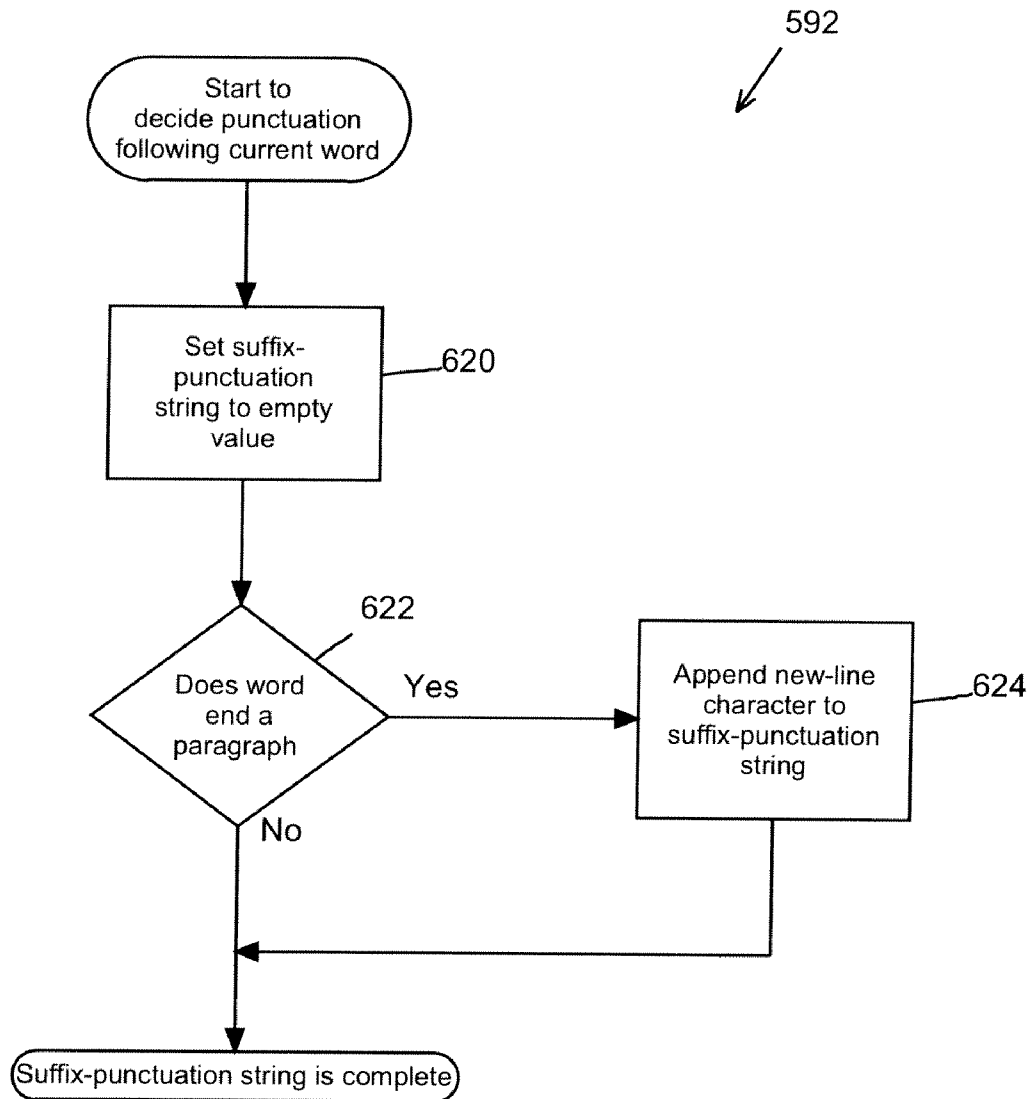 592
Start to
decide punctuation
following current word
Set suffix-
punctuation
string to empty
value
620
622
Does word
end a
paragraph
Yes
No
Append new-line
character to
suffix-punctuation
string
624
Suffix-punctuation string is complete